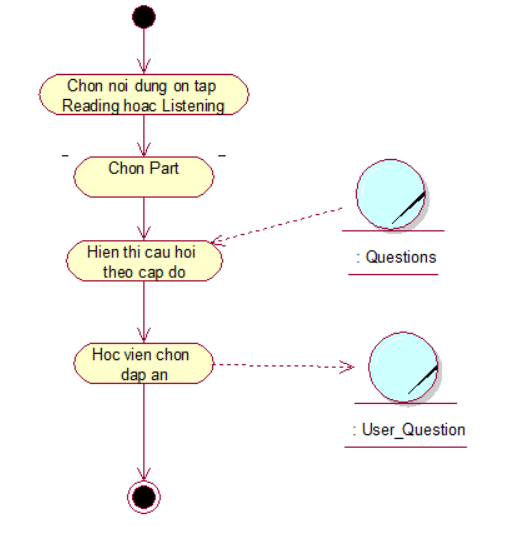 Chon noi dung on tap
Reading hoac Listening
Chon Part
Hien thi cau hoi
theo cap do
: Questions
Hoc vien chon
dap an
: User_Question